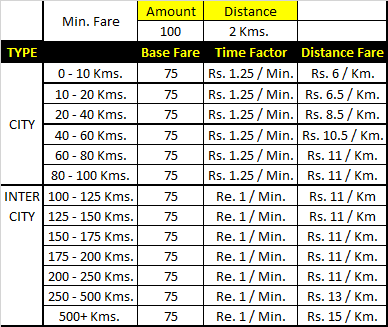 Min. Fare Amount Distance
100 2 Kms.
TYPE Base Fare Time Factor Distance Fare
CITY 0 - 10 Kms. 75 Rs. 1.25 / Min. Rs. 6 / Km.
10 - 20 Kms. 75 Rs. 1.25 / Min. Rs. 6.5 / Km.
20 - 40 Kms. 75 Rs. 1.25 / Min. Rs. 8.5 / Km.
40 - 60 Kms. 75 Rs. 1.25 / Min. Rs. 10.5 / Km.
60 - 80 Kms. 75 Rs. 1.25 / Min. Rs. 11 / Km.
80 - 100 Kms. 75 Rs. 1.25 / Min. Rs. 11 / Km.
INTER CITY 100 - 125 Kms. 75 Re. 1 / Min. Rs. 11 / Km
125 - 150 Kms. 75 Re. 1 / Min. Rs. 11 / Km
150 - 175 Kms. 75 Re. 1 / Min. Rs. 11 / Km.
175 - 200 Kms. 75 Re. 1 / Min. Rs. 11 / Km.
200 - 250 Kms. 75 Re. 1 / Min. Rs. 11 / Km.
250 - 500 Kms. 75 Re. 1 / Min. Rs. 13 / Km.
500+ Kms. 75 Re. 1 / Min. Rs. 15 / Km.